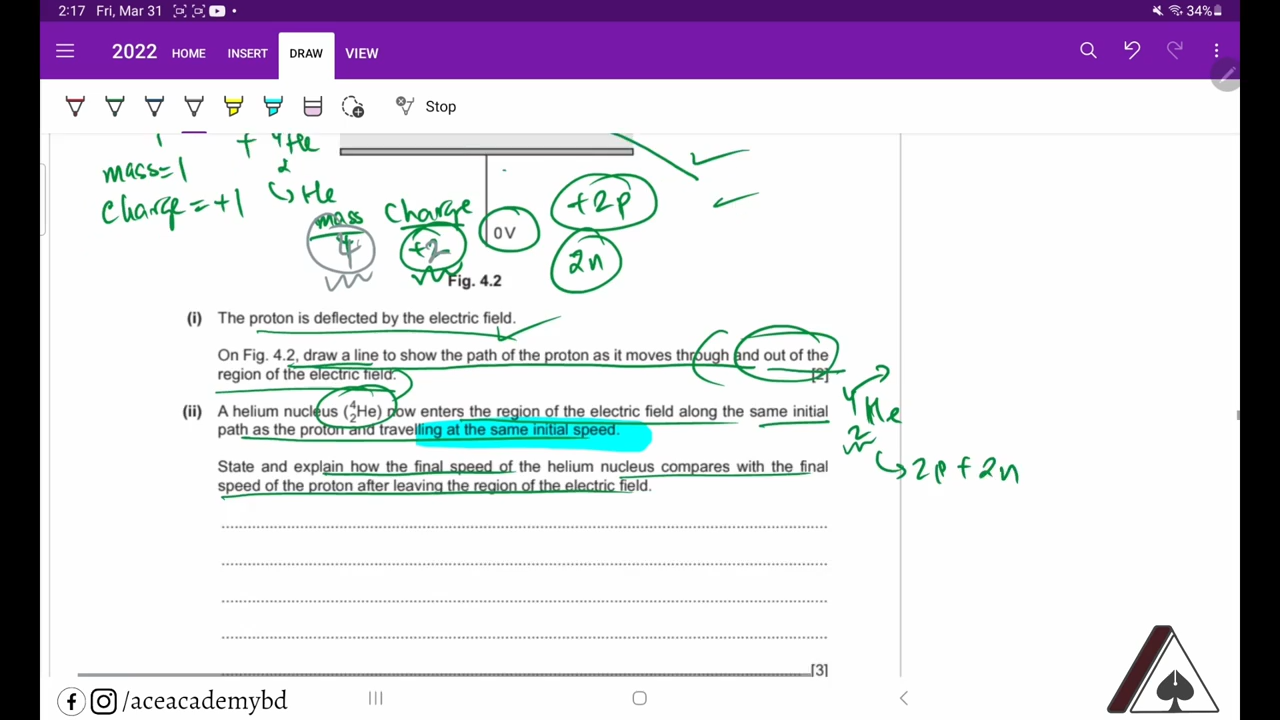 2:17 Fri, Mar 31
34%
2022 HOME INSERT DRAW VIEW
Stop
+ 4He
2
mass=1
charge=+1
↳ He
mass charge
4 +2
0V
+2p
2n
Fig. 4.2
(i) The proton is deflected by the electric field.
On Fig. 4.2, draw a line to show the path of the proton as it moves through and out of the
region of the electric field. [2]
(ii) A helium nucleus (⁴₂He) now enters the region of the electric field along the same initial
path as the proton and travelling at the same initial speed.
4He
2
↳ 2p + 2n
State and explain how the final speed of the helium nucleus compares with the final
speed of the proton after leaving the region of the electric field.
[3]
/aceacademybd